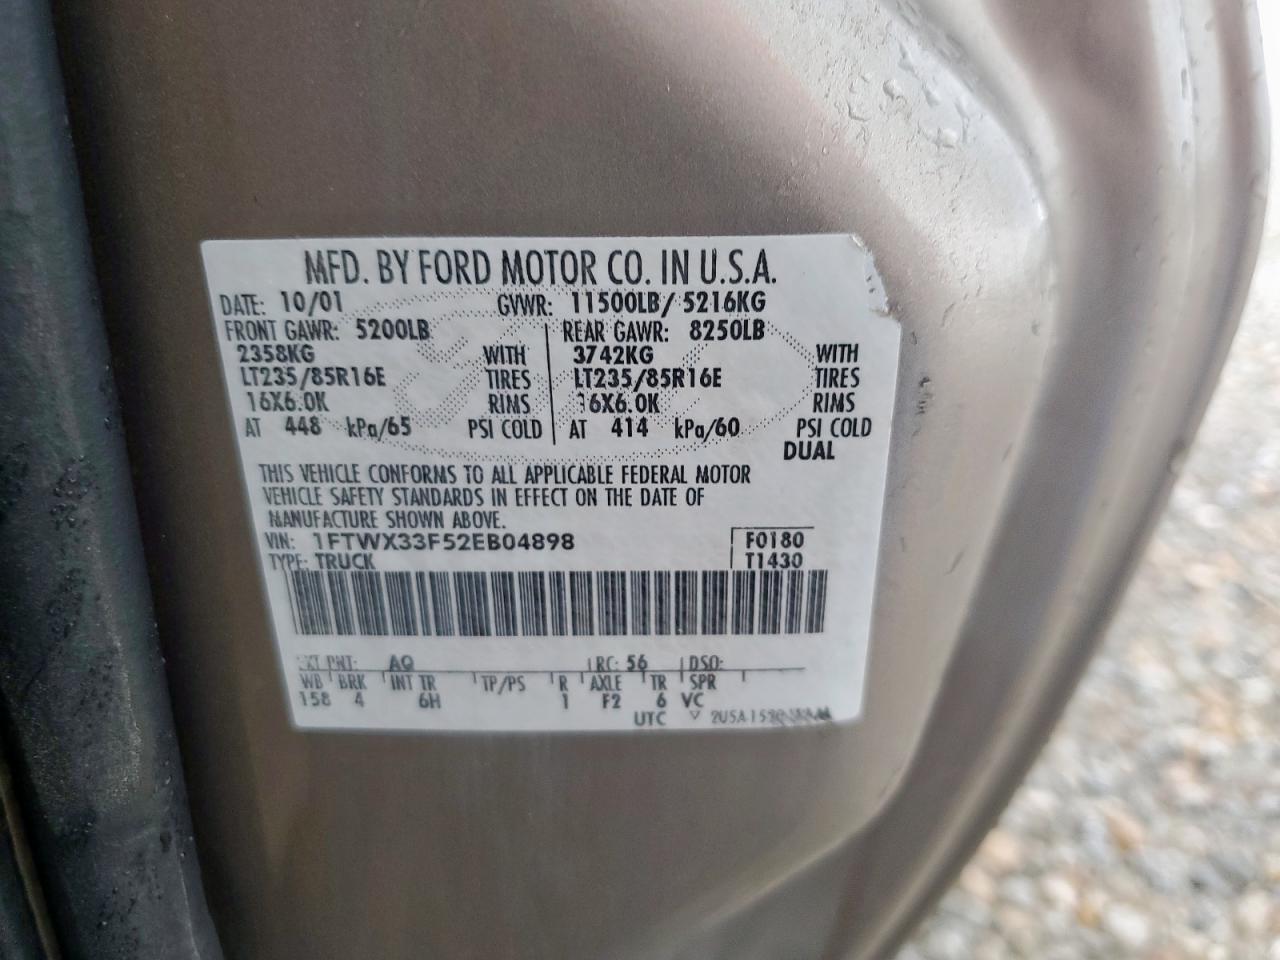 MFD. BY FORD MOTOR CO. IN U.S.A.
DATE: 10/01 GVWR: 11500LB/ 5216KG
FRONT GAWR: 5200LB REAR GAWR: 8250LB
2358KG WITH 3742KG WITH
LT235/85R16E TIRES LT235/85R16E TIRES
16X6.0K RIMS 16X6.0K RIMS
AT 448 kPa/65 PSI COLD AT 414 kPa/60 PSI COLD
DUAL
THIS VEHICLE CONFORMS TO ALL APPLICABLE FEDERAL MOTOR
VEHICLE SAFETY STANDARDS IN EFFECT ON THE DATE OF
MANUFACTURE SHOWN ABOVE.
VIN: 1FTWX33F52EB04898 F0180
TYPE: TRUCK T1430
EXT PNT: AQ RC: 56 DSO:
WB BRK INT TR TP/PS R AXLE TR SPR
158 4 6H 1 F2 6 VC
UTC